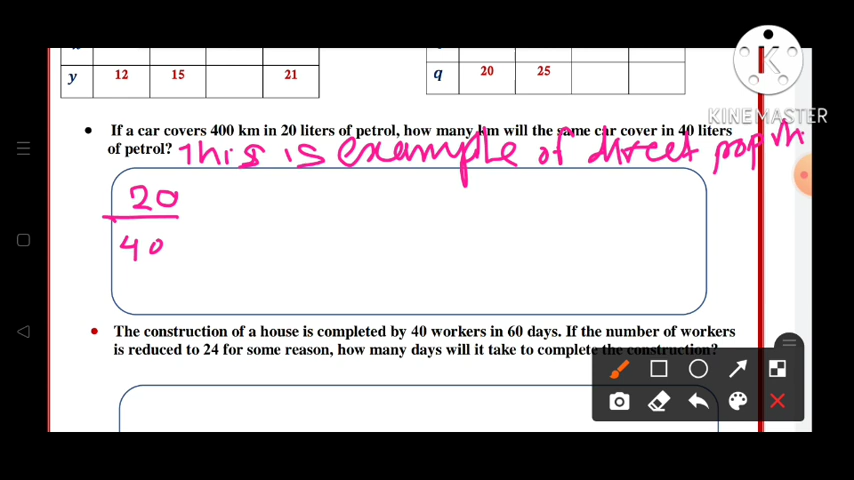 KINEMASTER
y 12 15 21
q 20 25
• If a car covers 400 km in 20 liters of petrol, how many km will the same car cover in 40 liters
of petrol? This is example of direct
20
40
• The construction of a house is completed by 40 workers in 60 days. If the number of workers
is reduced to 24 for some reason, how many days will it take to complete the construction?